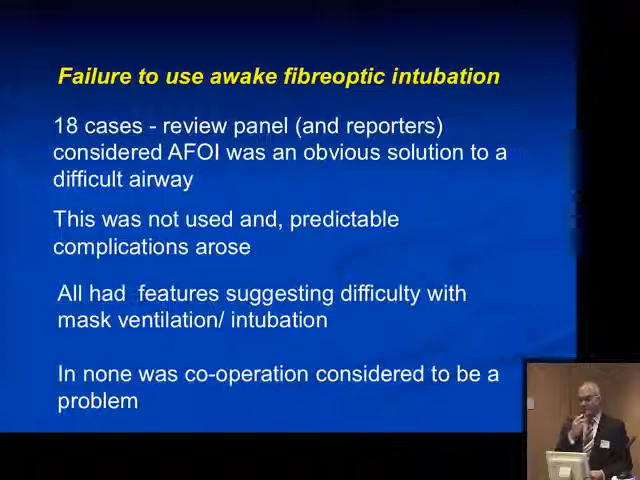 Failure to use awake fibreoptic intubation
18 cases - review panel (and reporters)
considered AFOI was an obvious solution to a
difficult airway
This was not used and, predictable
complications arose
All had features suggesting difficulty with
mask ventilation/ intubation
In none was co-operation considered to be a
problem